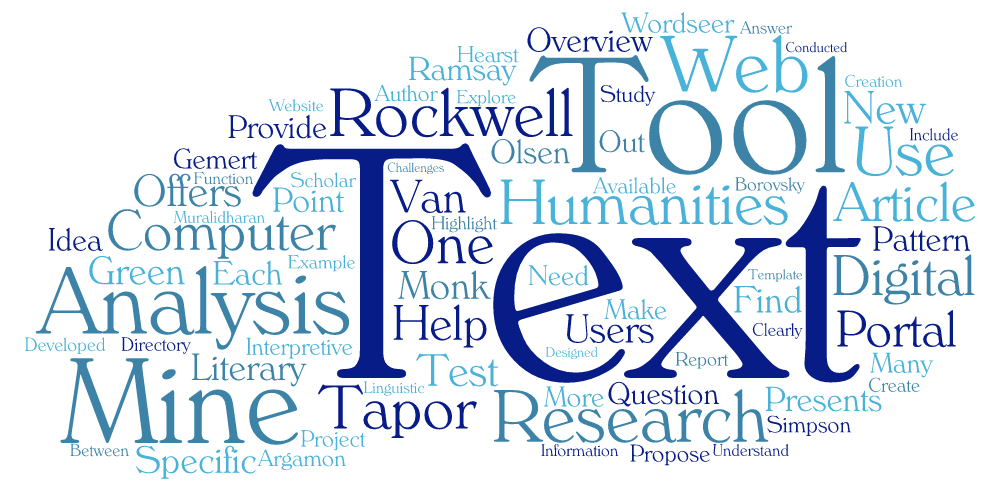 Wordseer
Answer
Overview
Conducted
Hearst
Ramsay
Web
Tool
Author
Explore
Study
Creation
Website
Rockwell
New
Provide
Include
Out
Olsen
Use
Gemert
Challenges
Function
Scholar
Offers
Point
Van
Available
Borovsky
Humanities
Article
Muralidharan
Highlight
Idea
Computer
One
Text
Pattern
Green
Each
Example
Monk
Need
Template
Digital
Analysis
Make
Find
Help
Users
Clearly
Portal
Developed
Directory
Interpretive
Designed
Report
Literary
Test
Many
Linguistic
Create
Mine
Tapor
More
Question
Presents
Research
Simpson
Project
Between
Specific
Argamon
Information
Propose
Understand